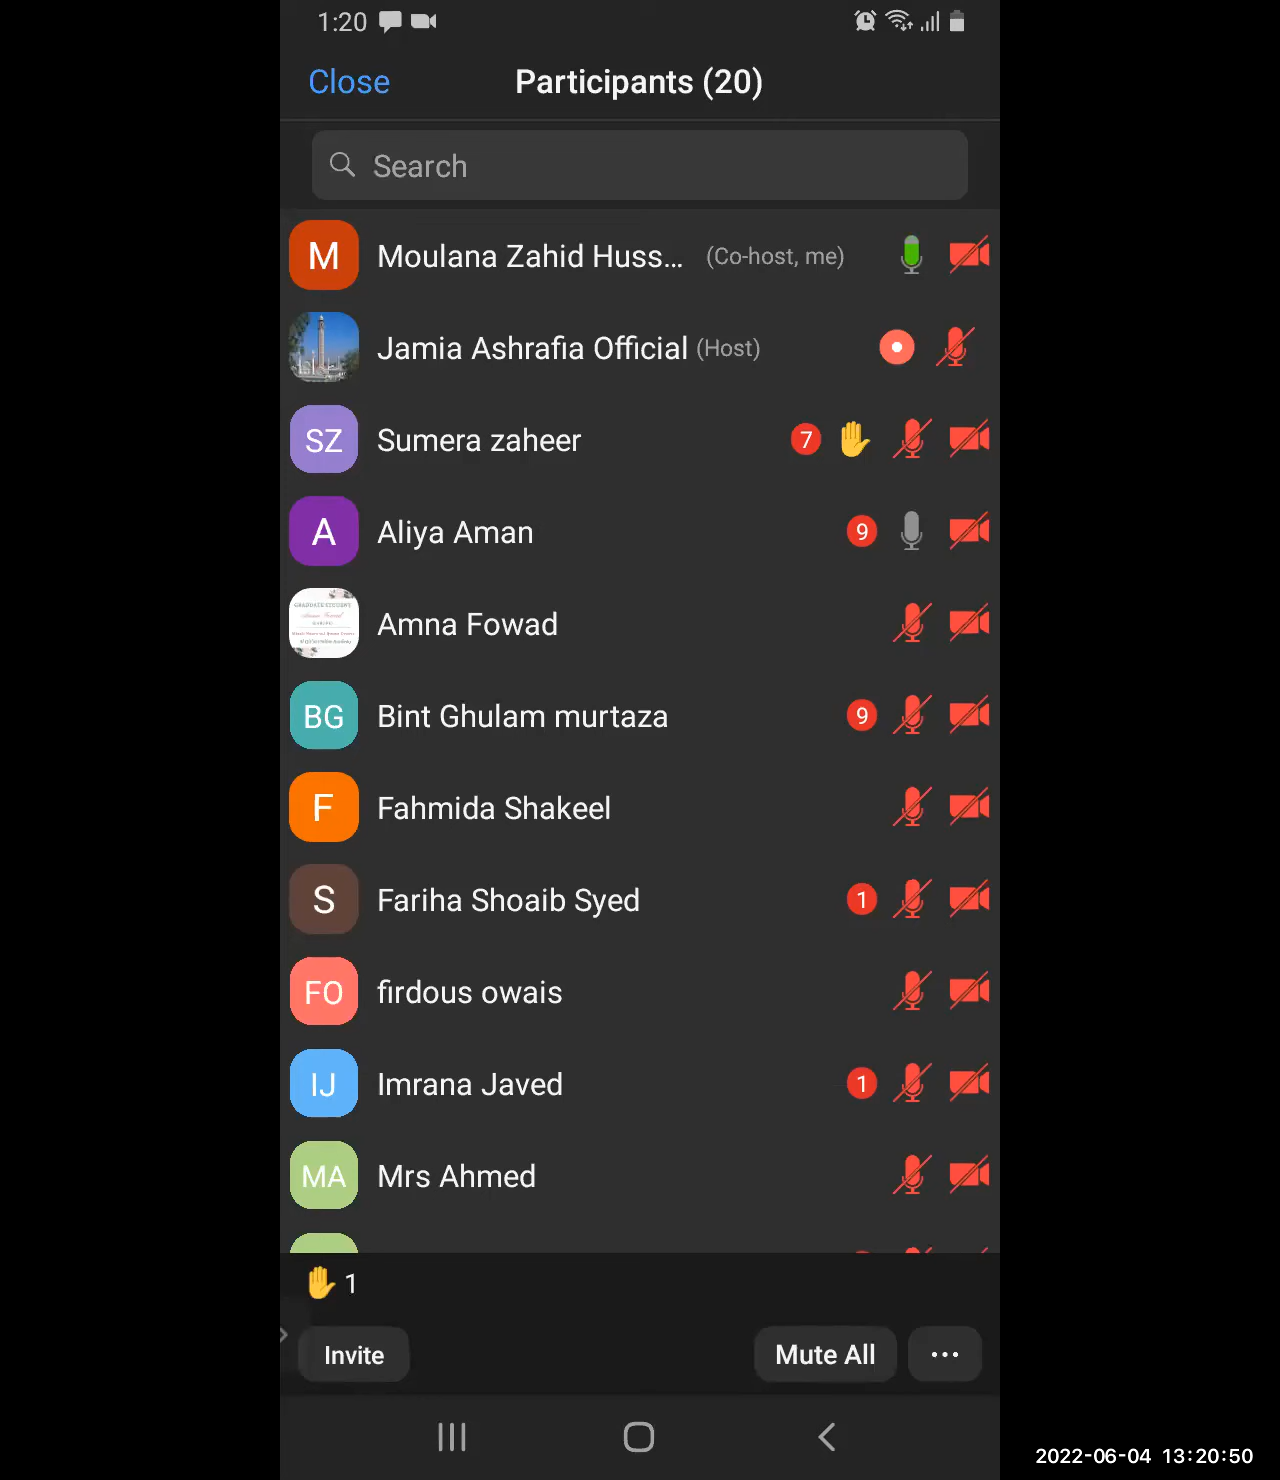 1:20
Close Participants (20)
Search
M Moulana Zahid Huss... (Co-host, me)
Jamia Ashrafia Official (Host)
SZ Sumera zaheer 7
A Aliya Aman 9
Amna Fowad
BG Bint Ghulam murtaza 9
F Fahmida Shakeel
S Fariha Shoaib Syed 1
FO firdous owais
IJ Imrana Javed 1
MA Mrs Ahmed
1
Invite Mute All
2022-06-04 13:20:50